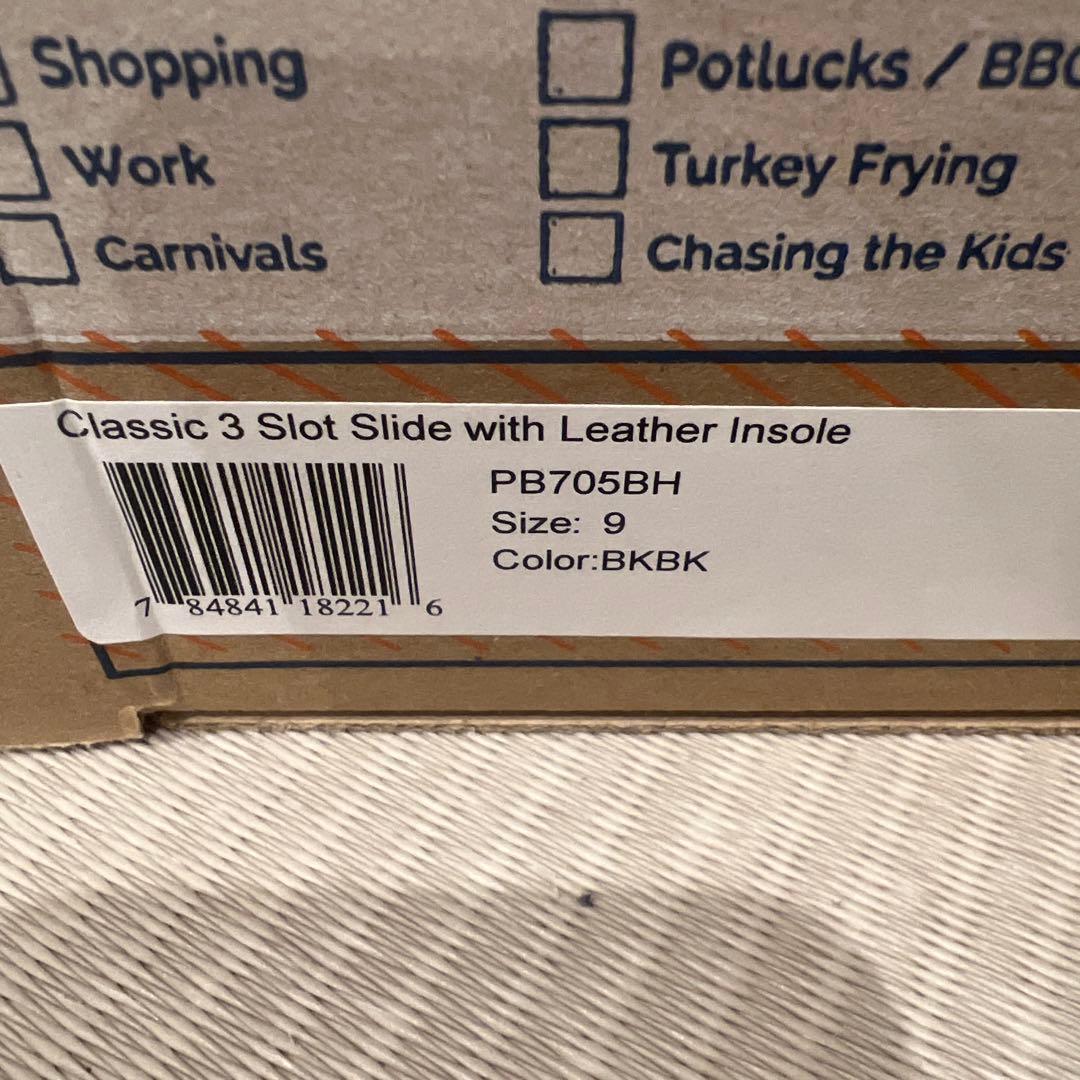 Shopping
Work
Carnivals
Potlucks / BBQ
Turkey Frying
Chasing the Kids
Classic 3 Slot Slide with Leather Insole
PB705BH
Size: 9
Color:BKBK
7 84841 18221 6